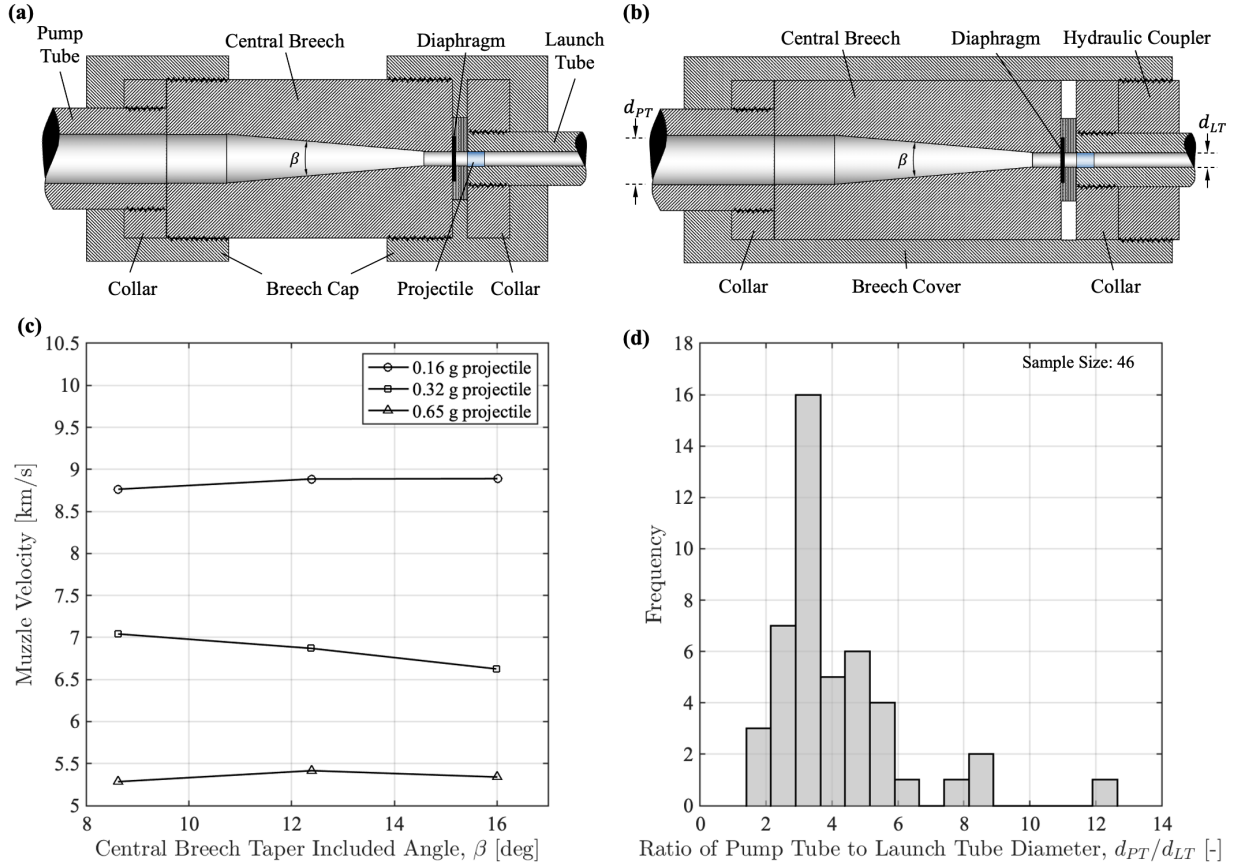 (a)
Pump
Tube
Central Breech
Diaphragm
Launch
Tube
β
Collar
Breech Cap
Projectile
Collar
(b)
Central Breech
Diaphragm
Hydraulic Coupler
d_PT
d_LT
β
Collar
Breech Cover
Collar
(c)
10.5
10
9.5
9
8.5
8
7.5
7
6.5
6
5.5
5
Muzzle Velocity [km/s]
0.16 g projectile
0.32 g projectile
0.65 g projectile
8 10 12 14 16
Central Breech Taper Included Angle, β [deg]
(d)
18
16
14
12
10
8
6
4
2
0
Frequency
Sample Size: 46
0 2 4 6 8 10 12 14
Ratio of Pump Tube to Launch Tube Diameter, d_PT/d_LT [-]